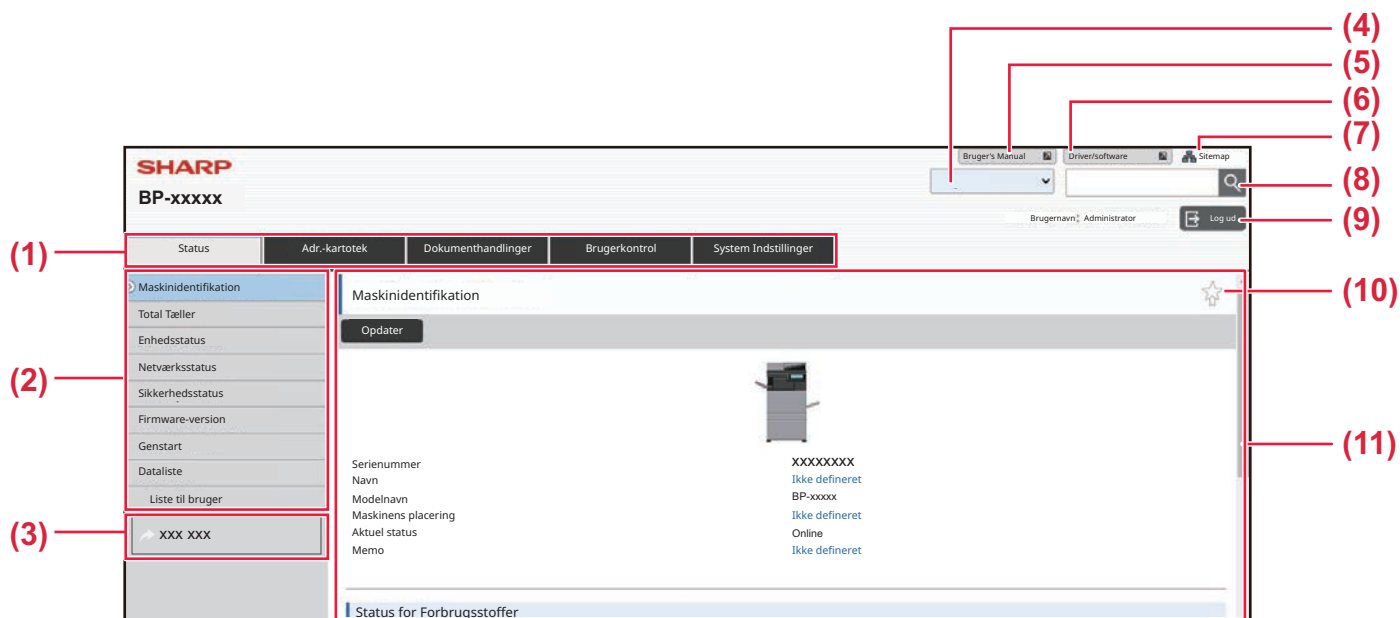 (4)
(5)
(6)
(7)
Bruger's Manual
Driver/software
Sitemap
SHARP
(8)
BP-xxxxx
Brugernavn: Administrator
Log ud
(9)
(1)
Status
Adr.-kartotek
Dokumenthandlinger
Brugerkontrol
System Indstillinger
Maskinidentifikation
Maskinidentifikation
(10)
Total Tæller
Opdater
Enhedsstatus
Netværksstatus
(2)
Sikkerhedsstatus
Firmware-version
Genstart
(11)
Dataliste
Liste til bruger
Serienummer XXXXXXXX
Navn Ikke defineret
Modelnavn BP-xxxxx
Maskinens placering Ikke defineret
Aktuel status Online
Memo Ikke defineret
(3)
XXX XXX
Status for Forbrugsstoffer